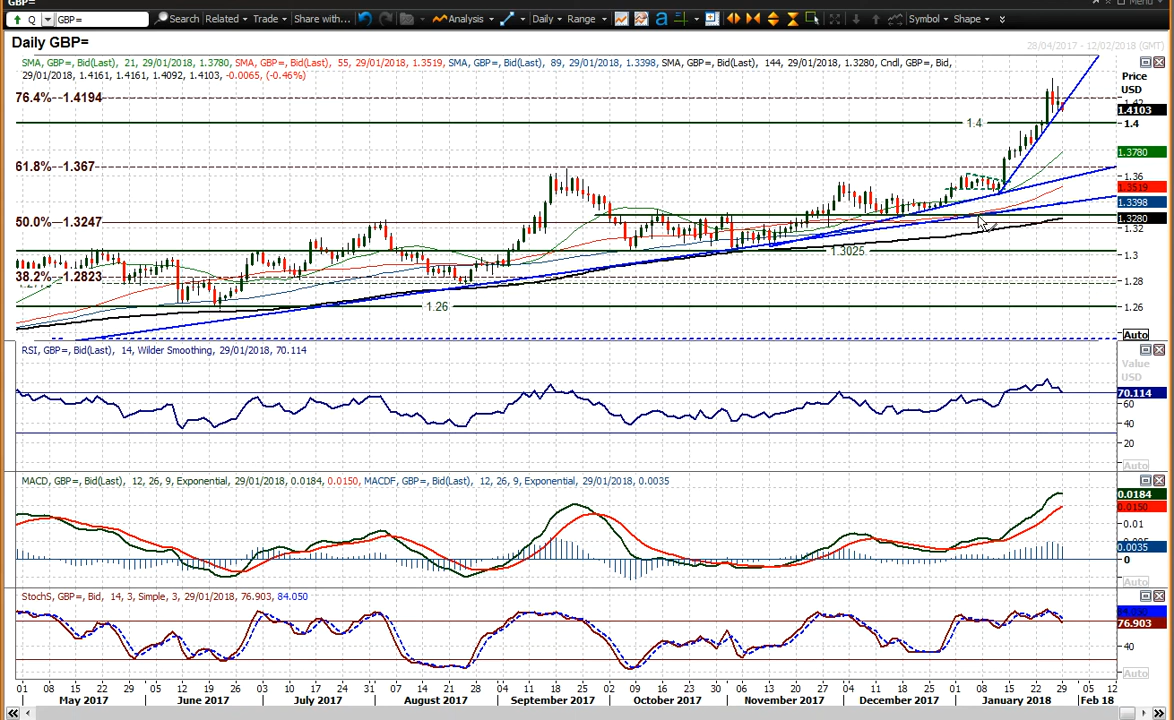 GBP=
Menu
Q GBP= Search Related Trade Share with... Analysis Daily Range a Symbol Shape
Daily GBP=
28/04/2017 - 12/02/2018 (GMT)
SMA, GBP=, Bid(Last), 21, 29/01/2018, 1.3780, SMA, GBP=, Bid(Last), 55, 29/01/2018, 1.3519, SMA, GBP=, Bid(Last), 89, 29/01/2018, 1.3398, SMA, GBP=, Bid(Last), 144, 29/01/2018, 1.3280, Cndl, GBP=, Bid,
29/01/2018, 1.4161, 1.4161, 1.4092, 1.4103, -0.0065, (-0.46%)
Price
USD
76.4%--1.4194
1.42
1.4103
1.4
1.4
1.3780
61.8%--1.367
1.36
1.3519
1.3398
1.3280
50.0%--1.3247
1.32
1.3025
1.3
38.2%--1.2823
1.28
1.26
1.26
Auto
RSI, GBP=, Bid(Last), 14, Wilder Smoothing, 29/01/2018, 70.114
Value
USD
70.114
60
40
20
Auto
MACD, GBP=, Bid(Last), 12, 26, 9, Exponential, 29/01/2018, 0.0184, 0.0150, MACDF, GBP=, Bid(Last), 12, 26, 9, Exponential, 29/01/2018, 0.0035
0.0184
0.0150
0.01
0.0035
0
Auto
StochS, GBP=, Bid, 14, 3, Simple, 3, 29/01/2018, 76.903, 84.050
84.050
76.903
40
Auto
01 08 15 22 29 05 12 19 26 03 10 17 24 31 07 14 21 28 04 11 18 25 02 09 16 23 30 06 13 20 27 04 11 18 25 01 08 15 22 29 05 12
May 2017 June 2017 July 2017 August 2017 September 2017 October 2017 November 2017 December 2017 January 2018 Feb 18